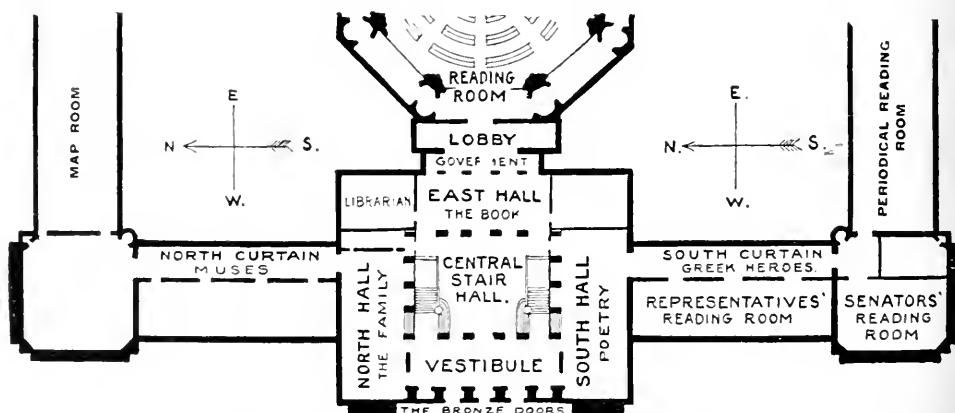 MAP ROOM
E
N
S.
W.
READING
ROOM
LOBBY
GOVERMENT
LIBRARIAN
EAST HALL
THE BOOK
NORTH CURTAIN
MUSES
NORTH HALL
THE FAMILY
CENTRAL
STAIR
HALL.
VESTIBULE
THE BRONZE DOORS
SOUTH HALL
POETRY
E.
N.
S.
W.
PERIODICAL READING
ROOM
SOUTH CURTAIN
GREEK HEROES.
REPRESENTATIVES'
READING ROOM
SENATORS'
READING
ROOM